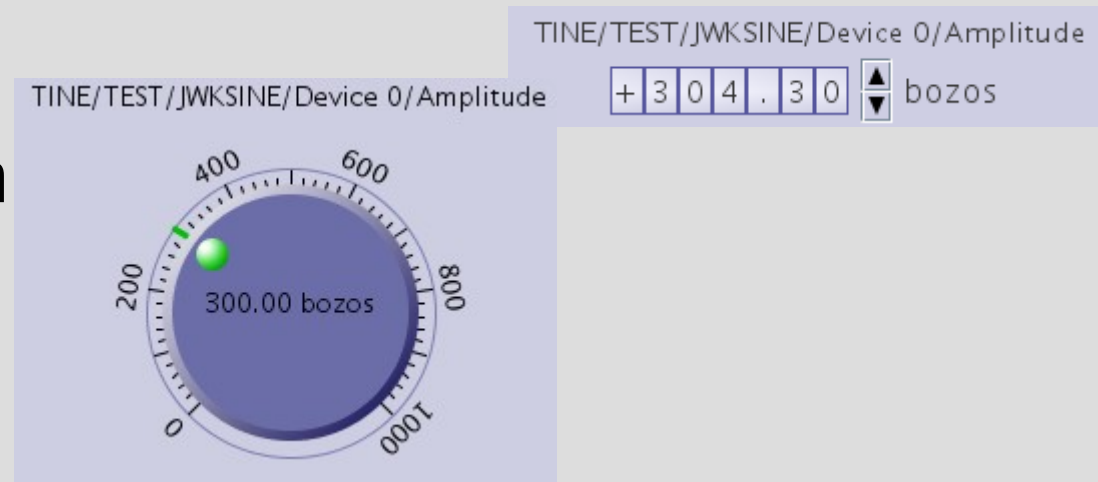 TINE/TEST/JWKSINE/Device 0/Amplitude
+304.30 bozos
TINE/TEST/JWKSINE/Device 0/Amplitude
n
0
200
400
600
800
1000
300.00 bozos